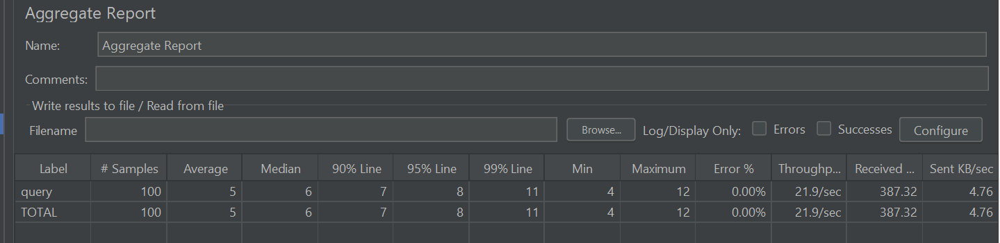 Aggregate Report
Name: Aggregate Report
Comments:
Write results to file / Read from file
Filename Browse... Log/Display Only: Errors Successes Configure
Label # Samples Average Median 90% Line 95% Line 99% Line Min Maximum Error % Throughp... Received ... Sent KB/sec
query 100 5 6 7 8 11 4 12 0.00% 21.9/sec 387.32 4.76
TOTAL 100 5 6 7 8 11 4 12 0.00% 21.9/sec 387.32 4.76